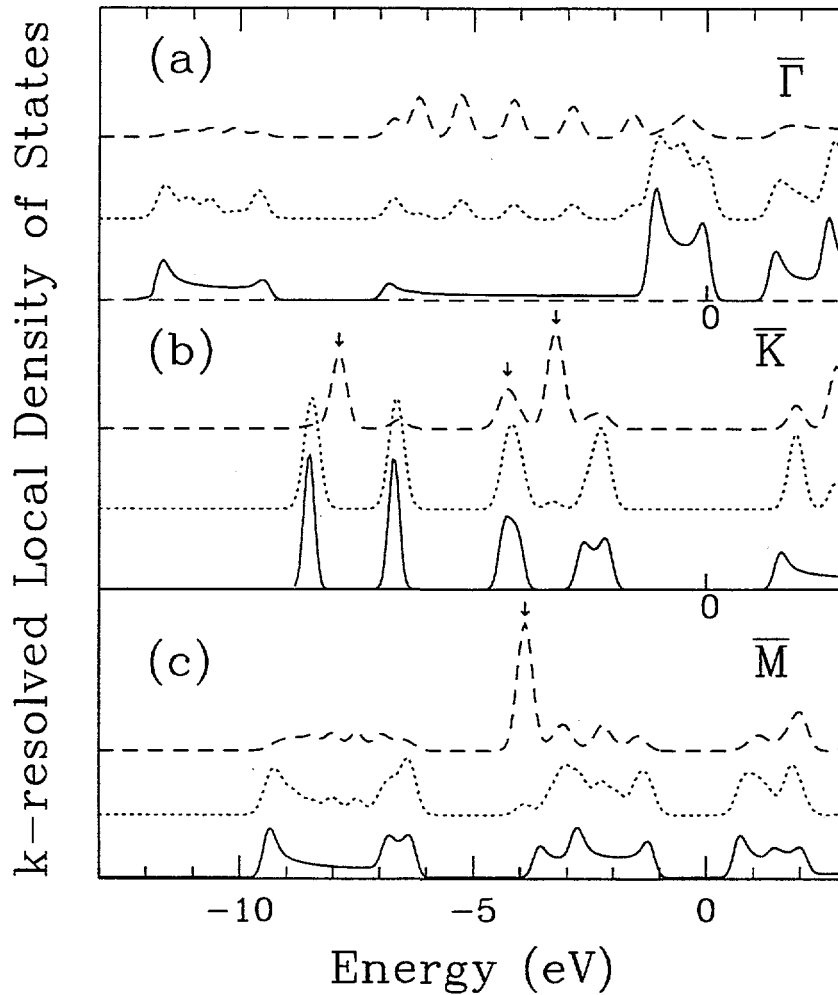 k−resolved Local Density of States
(a)
Γ̅
0
(b)
K̅
0
(c)
M̅
−10
−5
0
Energy (eV)